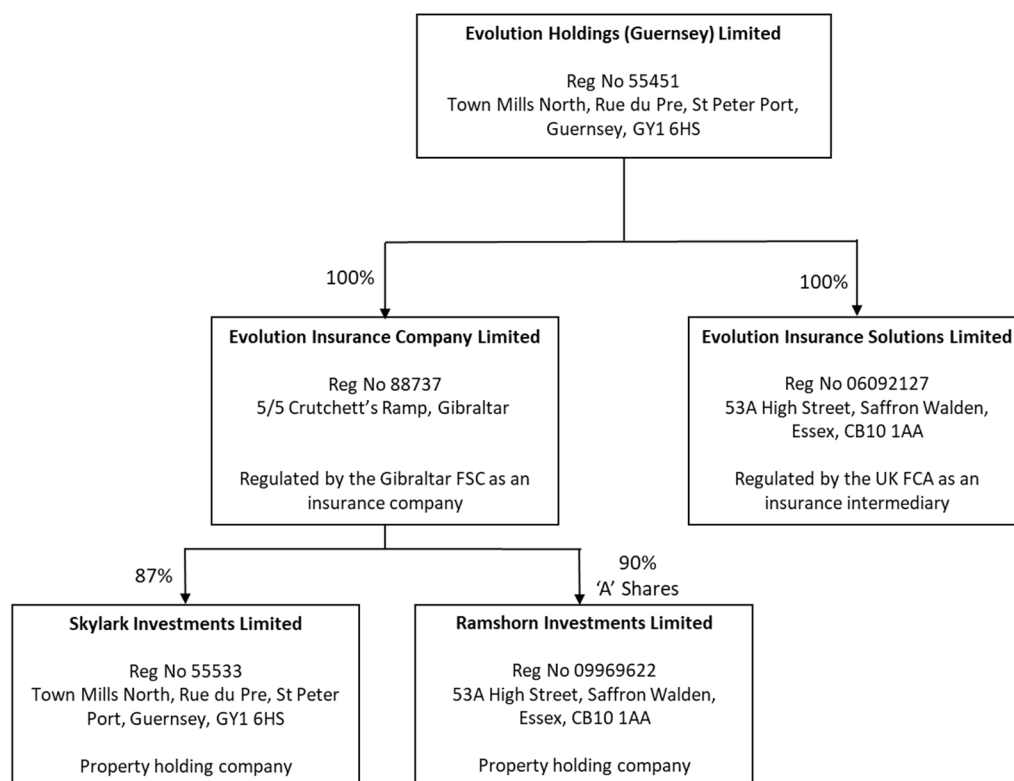 Evolution Holdings (Guernsey) Limited
Reg No 55451
Town Mills North, Rue du Pre, St Peter Port,
Guernsey, GY1 6HS
100%
100%
Evolution Insurance Company Limited
Reg No 88737
5/5 Crutchett's Ramp, Gibraltar
Regulated by the Gibraltar FSC as an
insurance company
Evolution Insurance Solutions Limited
Reg No 06092127
53A High Street, Saffron Walden,
Essex, CB10 1AA
Regulated by the UK FCA as an
insurance intermediary
87%
90%
‘A’ Shares
Skylark Investments Limited
Reg No 55533
Town Mills North, Rue du Pre, St Peter
Port, Guernsey, GY1 6HS
Property holding company
Ramshorn Investments Limited
Reg No 09969622
53A High Street, Saffron Walden,
Essex, CB10 1AA
Property holding company